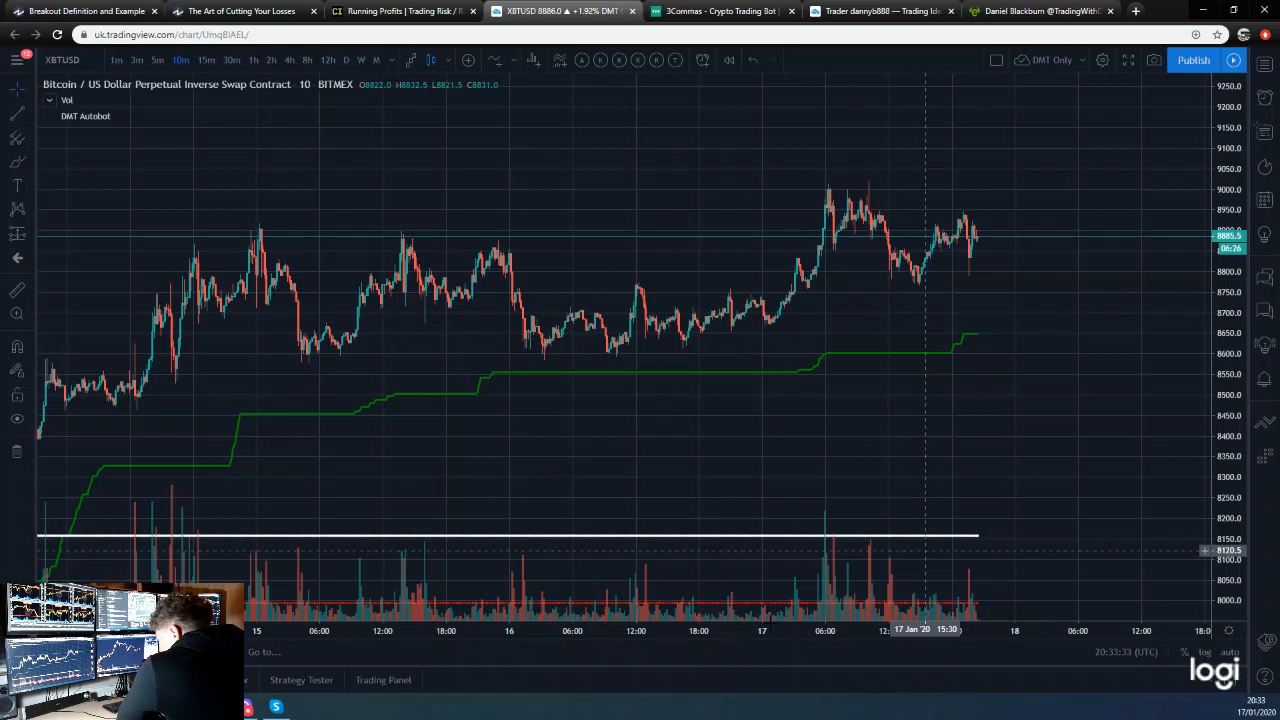 Breakout Definition and Example
The Art of Cutting Your Losses
Running Profits | Trading Risk / R
XBTUSD 8886.0 ▲ +1.92% DMT
3Commas - Crypto Trading Bot |
Trader dannyb888 — Trading Ide
Daniel Blackburn @TradingWithD
uk.tradingview.com/chart/UmqBlAEL/
12
XBTUSD
1m 3m 5m 10m 15m 30m 1h 2h 4h 8h 12h D W M
DMT Only
Publish
Bitcoin / US Dollar Perpetual Inverse Swap Contract · 10 · BITMEX O8822.0 H8832.5 L8821.5 C8831.0
Vol
DMT Autobot
9250.0
9200.0
9150.0
9100.0
9050.0
9000.0
8950.0
8900.0
8885.5
06:26
8800.0
8750.0
8700.0
8650.0
8600.0
8550.0
8500.0
8450.0
8400.0
8350.0
8300.0
8250.0
8200.0
8150.0
8120.5
8100.0
8050.0
8000.0
15 06:00 12:00 18:00 16 06:00 12:00 18:00 17 06:00 17 Jan '20 15:30 18 06:00 12:00 18:0
Go to...
20:33:33 (UTC) % log auto
Strategy Tester
Trading Panel
logi
20:33
17/01/2020